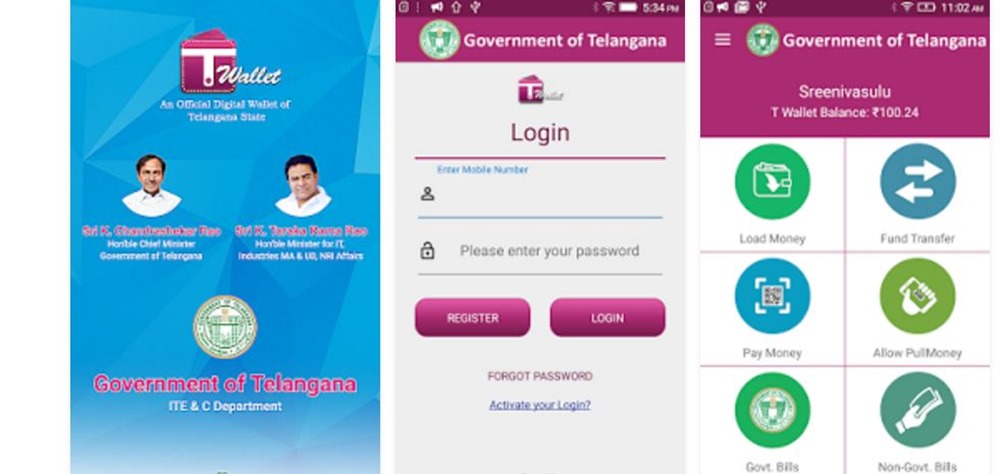 T Wallet
An Official Digital Wallet of
Telangana State
Sri K. Chandrashekar Rao
Hon'ble Chief Minister
Government of Telangana
Sri K. Taraka Rama Rao
Hon'ble Minister for IT,
Industries MA & UD, NRI Affairs
Government of Telangana
ITE & C Department
5:34 PM
Government of Telangana
T Wallet
Login
Enter Mobile Number
Please enter your password
REGISTER
LOGIN
FORGOT PASSWORD
Activate your Login?
11:02 AM
Government of Telangana
Sreenivasulu
T Wallet Balance: ₹100.24
Load Money
Fund Transfer
Pay Money
Allow PullMoney
Govt. Bills
Non-Govt. Bills